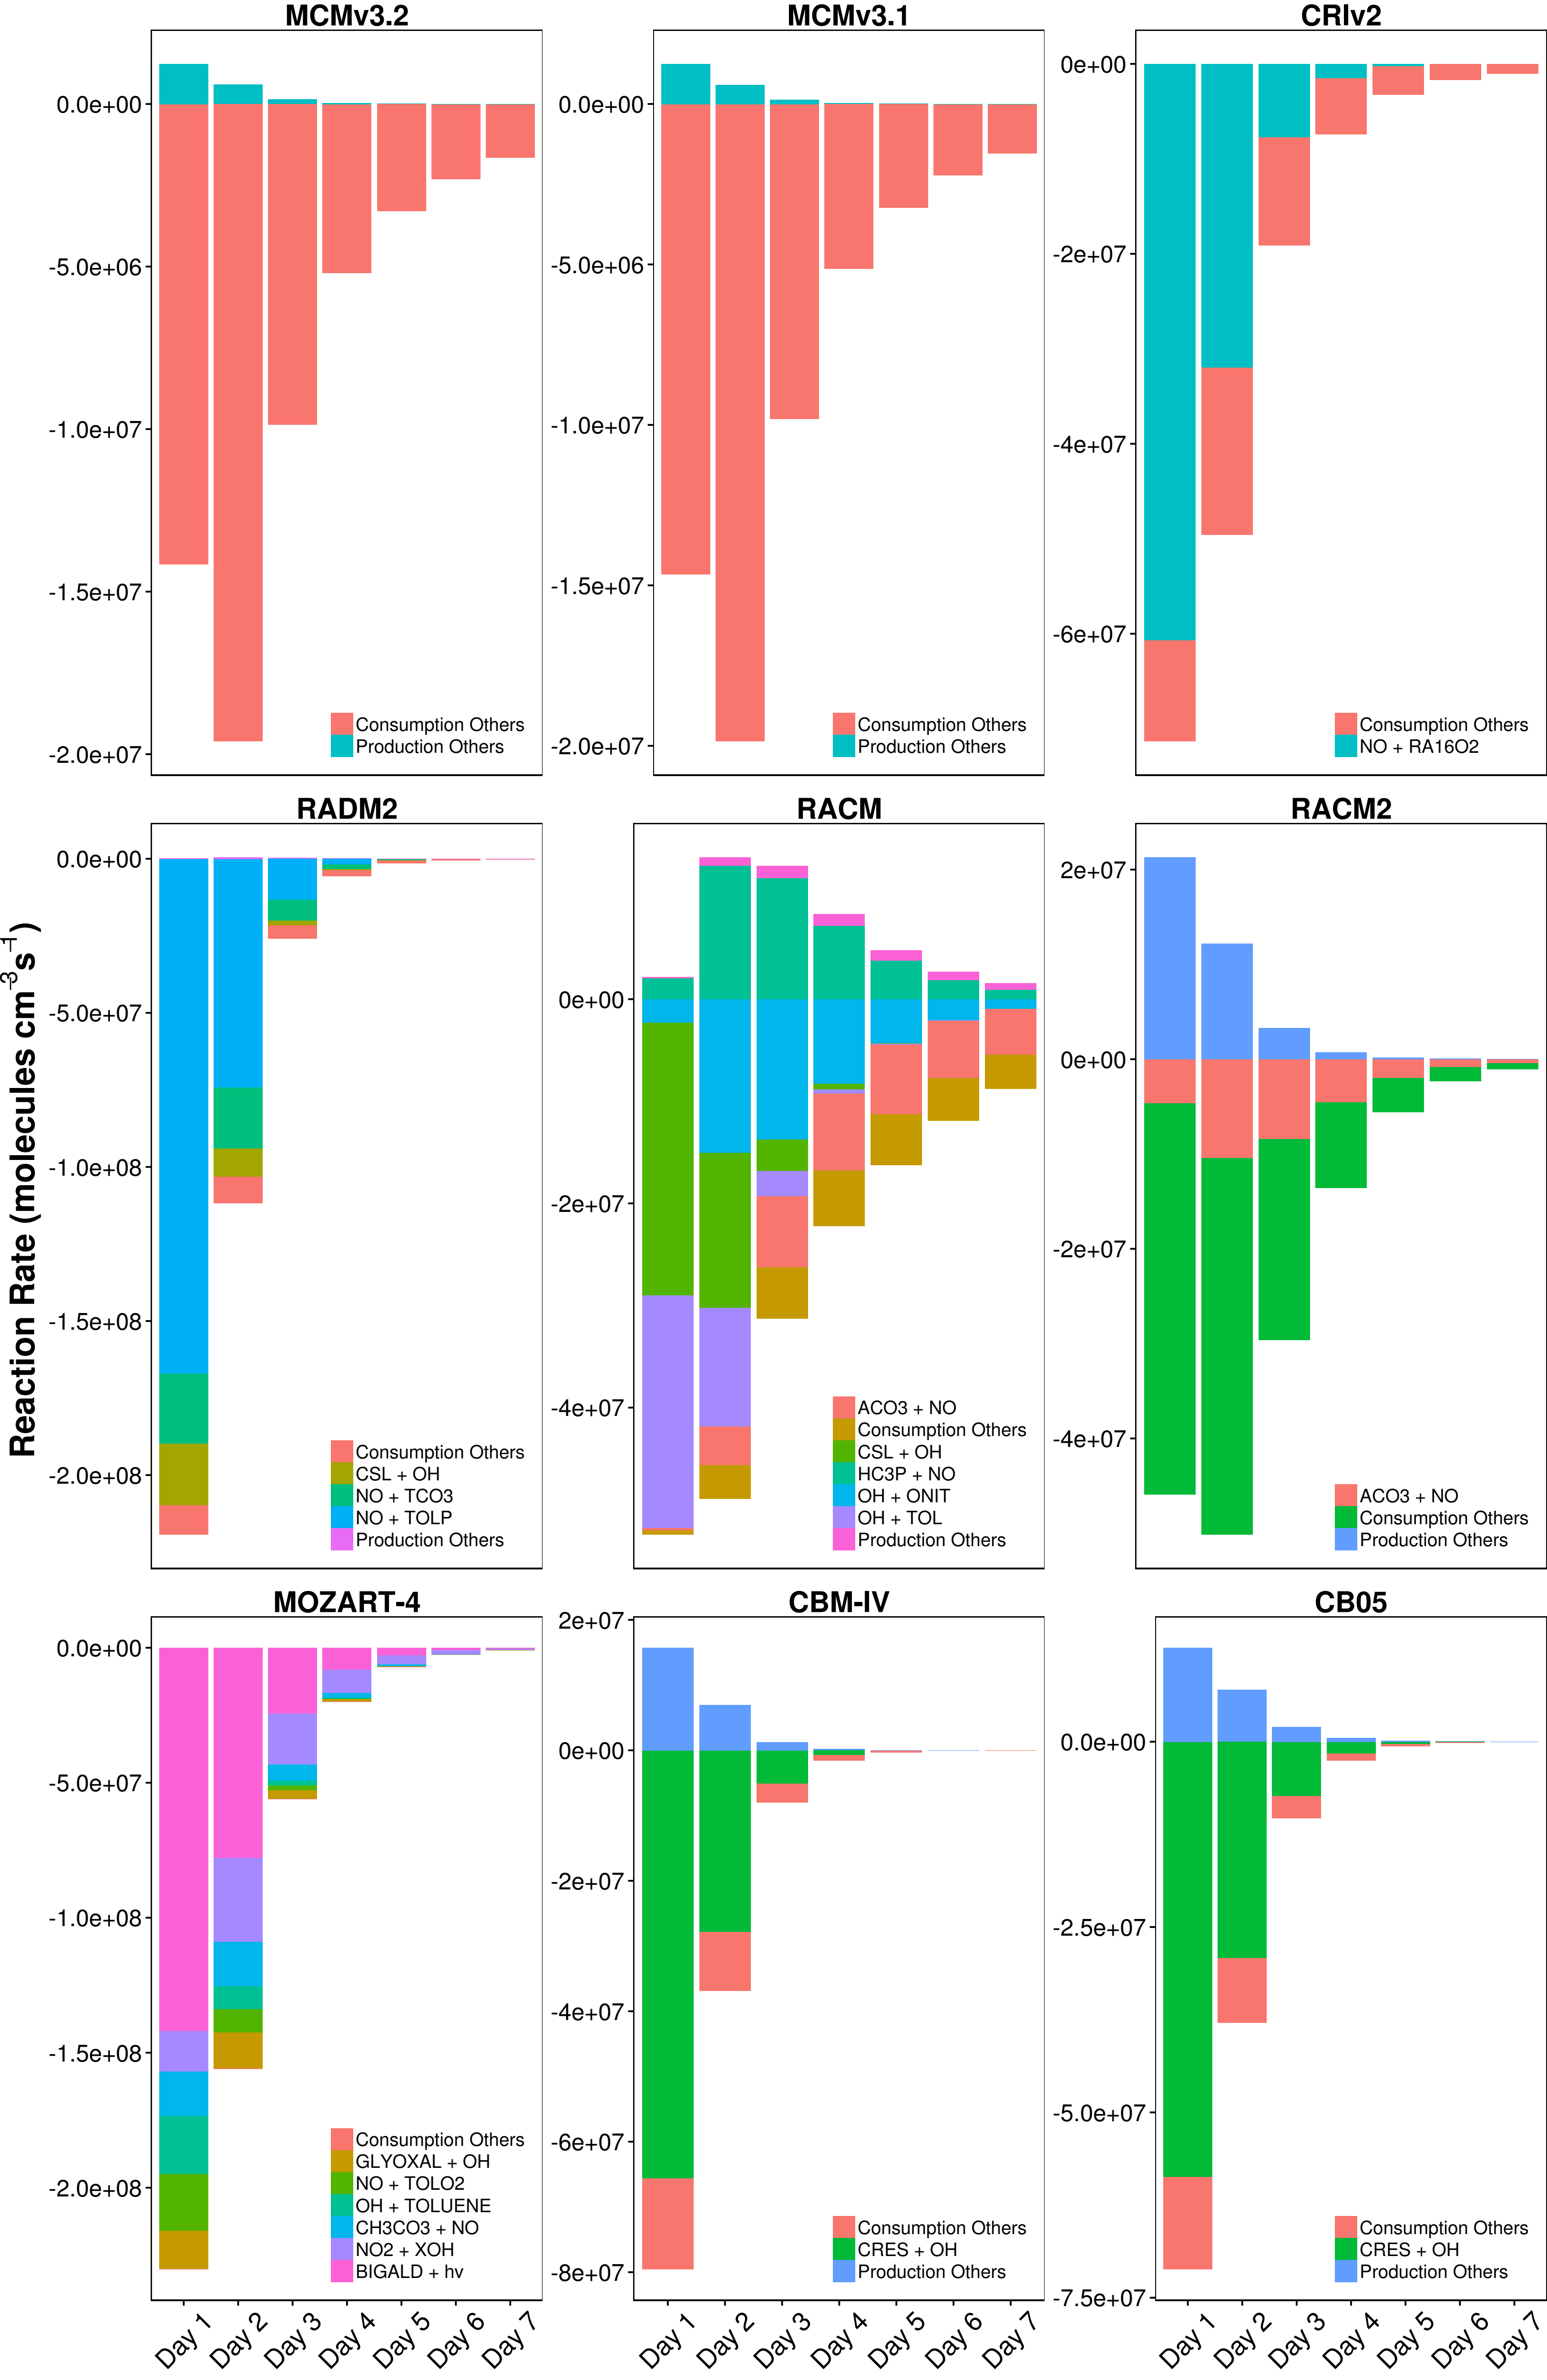 MCMv3.2
0.0e+00
-5.0e+06
-1.0e+07
-1.5e+07
-2.0e+07
Consumption Others
Production Others
MCMv3.1
0.0e+00
-5.0e+06
-1.0e+07
-1.5e+07
-2.0e+07
Consumption Others
Production Others
CRIv2
0e+00
-2e+07
-4e+07
-6e+07
Consumption Others
NO + RA16O2
Reaction Rate (molecules cm⁻³s⁻¹)
RADM2
0.0e+00
-5.0e+07
-1.0e+08
-1.5e+08
-2.0e+08
Consumption Others
CSL + OH
NO + TCO3
NO + TOLP
Production Others
RACM
0e+00
-2e+07
-4e+07
ACO3 + NO
Consumption Others
CSL + OH
HC3P + NO
OH + ONIT
OH + TOL
Production Others
RACM2
2e+07
0e+00
-2e+07
-4e+07
ACO3 + NO
Consumption Others
Production Others
MOZART-4
0.0e+00
-5.0e+07
-1.0e+08
-1.5e+08
-2.0e+08
Consumption Others
GLYOXAL + OH
NO + TOLO2
OH + TOLUENE
CH3CO3 + NO
NO2 + XOH
BIGALD + hv
Day 1 Day 2 Day 3 Day 4 Day 5 Day 6 Day 7
CBM-IV
2e+07
0e+00
-2e+07
-4e+07
-6e+07
-8e+07
Consumption Others
CRES + OH
Production Others
Day 1 Day 2 Day 3 Day 4 Day 5 Day 6 Day 7
CB05
0.0e+00
-2.5e+07
-5.0e+07
-7.5e+07
Consumption Others
CRES + OH
Production Others
Day 1 Day 2 Day 3 Day 4 Day 5 Day 6 Day 7